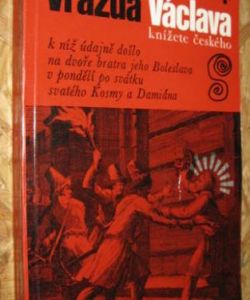 Vražda
Václava
knížete českého
k níž údajně došlo
na dvoře bratra jeho Boleslava
v pondělí po svátku
svatého Kosmy a Damiána